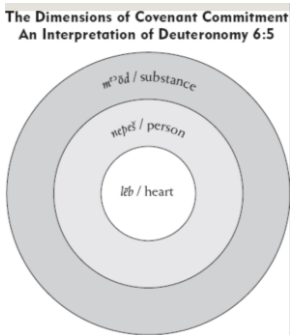 The Dimensions of Covenant Commitment
An Interpretation of Deuteronomy 6:5
mᵉʾōd / substance
nepeš / person
lēb / heart